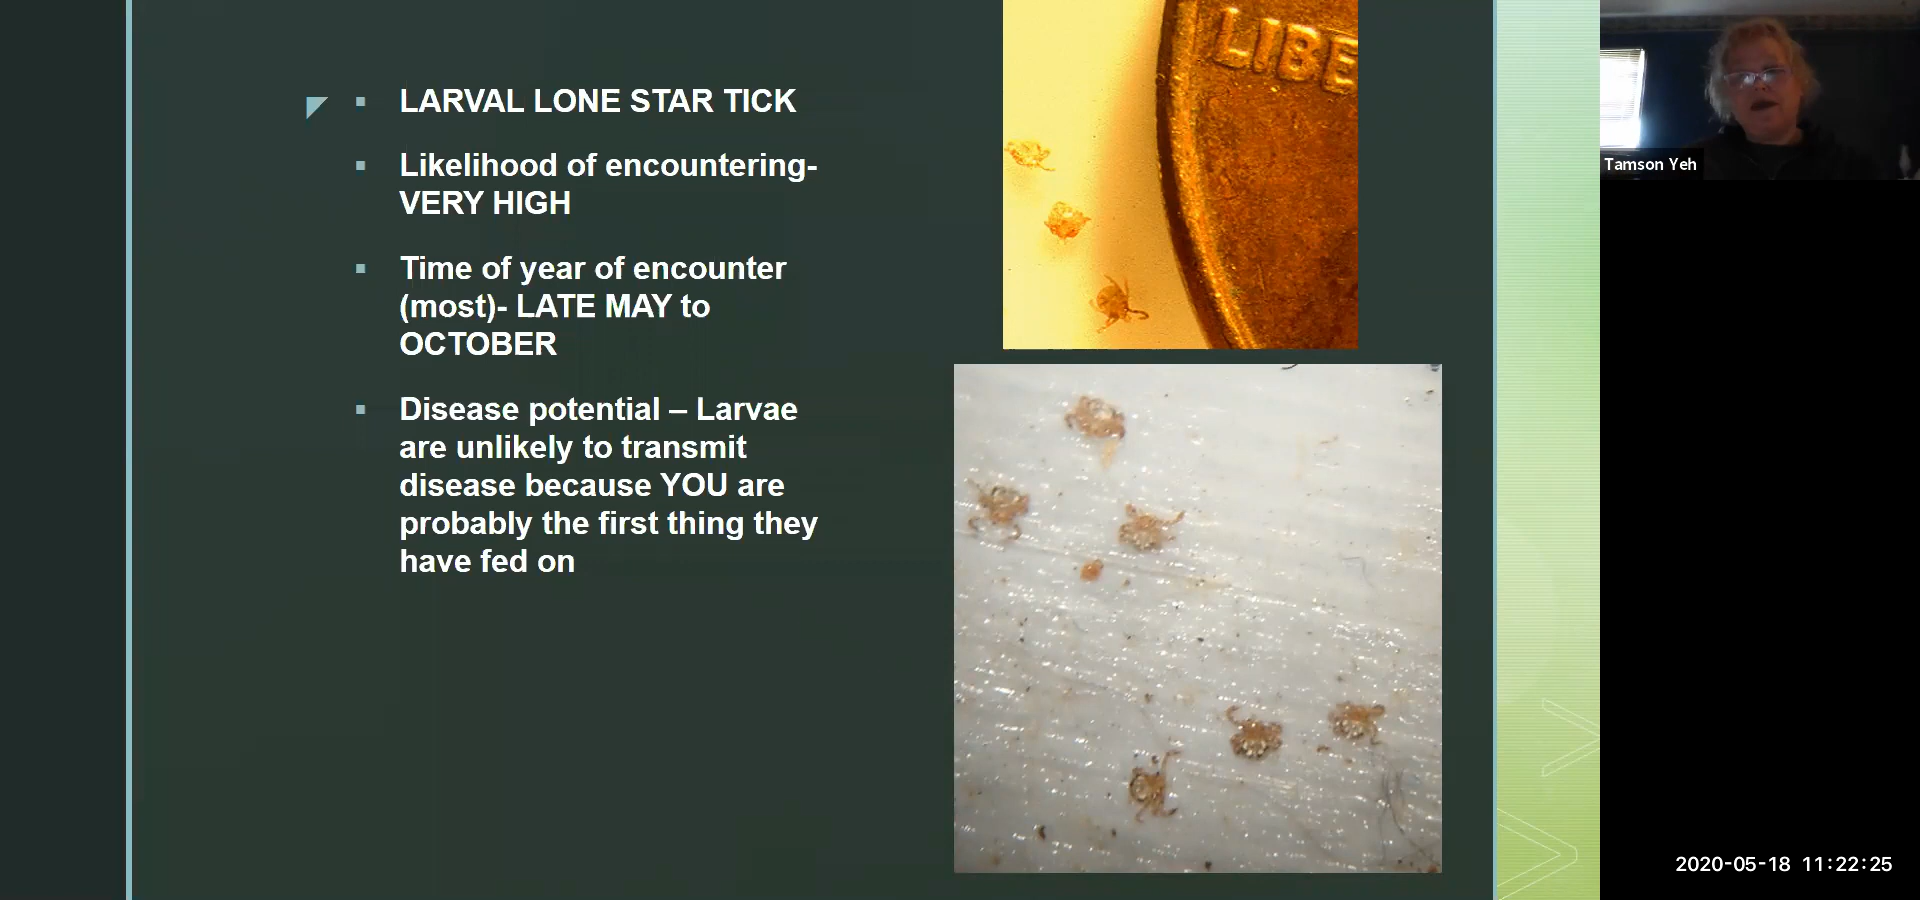 LARVAL LONE STAR TICK
Likelihood of encountering-
VERY HIGH
Time of year of encounter
(most)- LATE MAY to
OCTOBER
Disease potential – Larvae
are unlikely to transmit
disease because YOU are
probably the first thing they
have fed on
LIBE
Tamson Yeh
2020-05-18 11:22:25